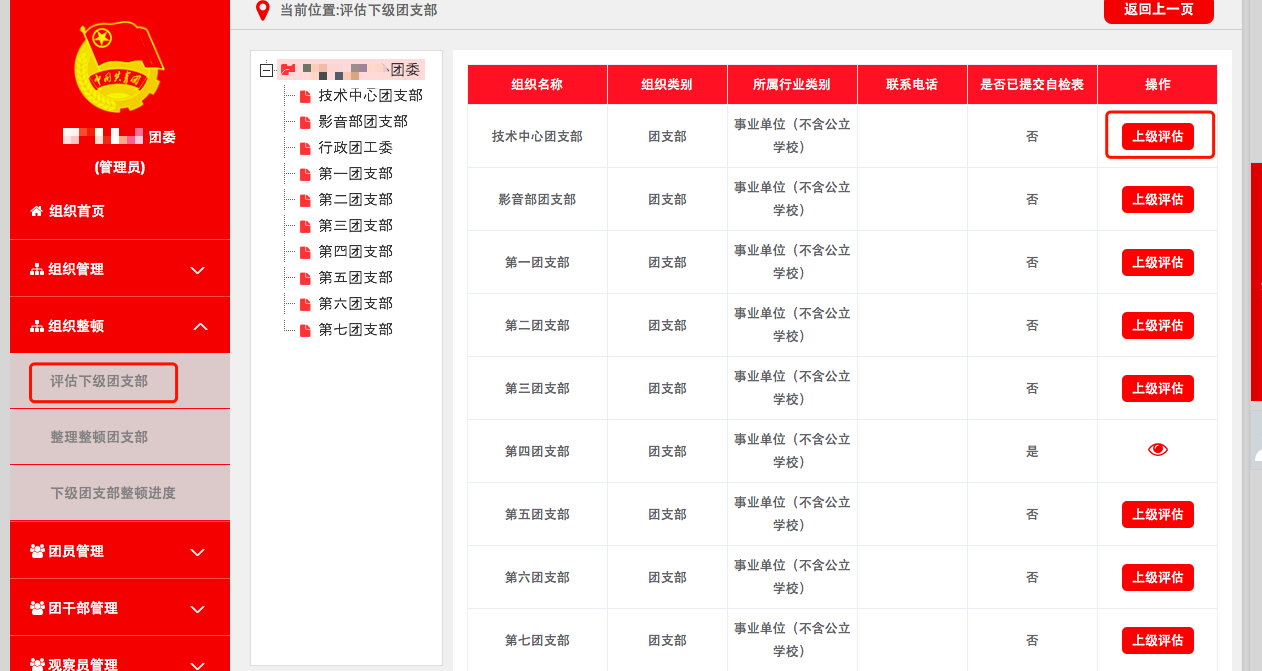 当前位置:评估下级团支部
返回上一页
中国共青团
团委
(管理员)
组织首页
组织管理
组织整顿
评估下级团支部
整理整顿团支部
下级团支部整顿进度
团员管理
团干部管理
观察员管理
团委
技术中心团支部
影音部团支部
行政团工委
第一团支部
第二团支部
第三团支部
第四团支部
第五团支部
第六团支部
第七团支部
组织名称 组织类别 所属行业类别 联系电话 是否已提交自检表 操作
技术中心团支部 团支部 事业单位（不含公立
学校） 否 上级评估
影音部团支部 团支部 事业单位（不含公立
学校） 否 上级评估
第一团支部 团支部 事业单位（不含公立
学校） 否 上级评估
第二团支部 团支部 事业单位（不含公立
学校） 否 上级评估
第三团支部 团支部 事业单位（不含公立
学校） 否 上级评估
第四团支部 团支部 事业单位（不含公立
学校） 是
第五团支部 团支部 事业单位（不含公立
学校） 否 上级评估
第六团支部 团支部 事业单位（不含公立
学校） 否 上级评估
第七团支部 团支部 事业单位（不含公立
学校） 否 上级评估